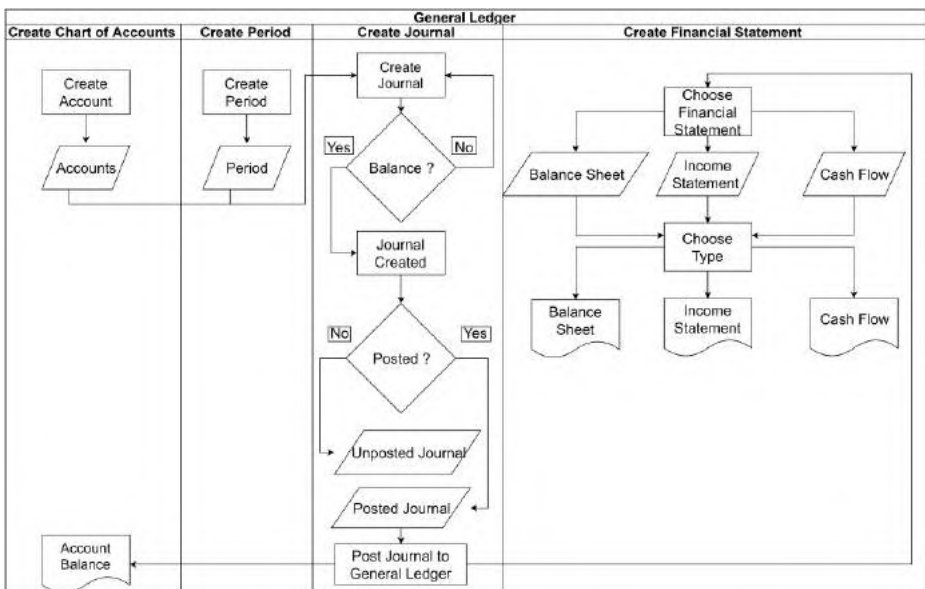 General Ledger
Create Chart of Accounts
Create Period
Create Journal
Create Financial Statement
Create
Account
Accounts
Create
Period
Period
Create
Journal
Yes
No
Balance ?
Journal
Created
No
Yes
Posted ?
Unposted Journal
Posted Journal
Post Journal to
General Ledger
Account
Balance
Choose
Financial
Statement
Balance Sheet
Income
Statement
Cash Flow
Choose
Type
Balance
Sheet
Income
Statement
Cash Flow